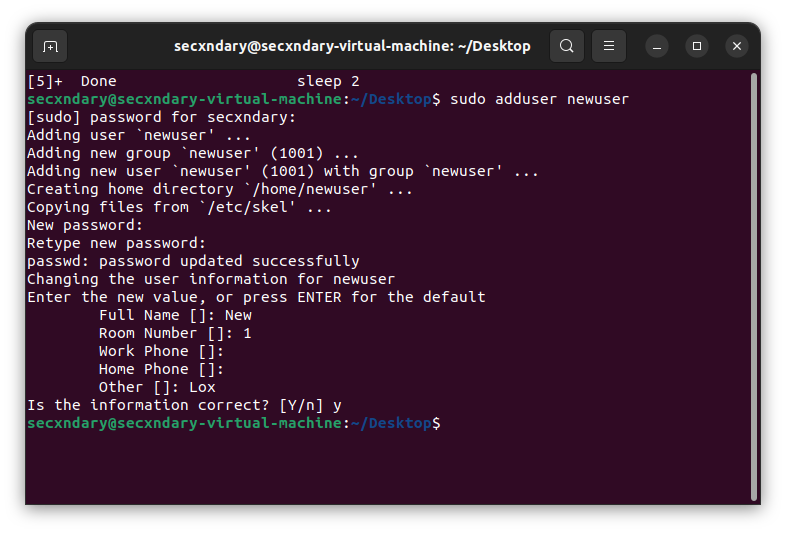 secxndary@secxndary-virtual-machine: ~/Desktop
[5]+  Done                    sleep 2
secxndary@secxndary-virtual-machine:~/Desktop$ sudo adduser newuser
[sudo] password for secxndary:
Adding user `newuser' ...
Adding new group `newuser' (1001) ...
Adding new user `newuser' (1001) with group `newuser' ...
Creating home directory `/home/newuser' ...
Copying files from `/etc/skel' ...
New password:
Retype new password:
passwd: password updated successfully
Changing the user information for newuser
Enter the new value, or press ENTER for the default
        Full Name []: New
        Room Number []: 1
        Work Phone []:
        Home Phone []:
        Other []: Lox
Is the information correct? [Y/n] y
secxndary@secxndary-virtual-machine:~/Desktop$